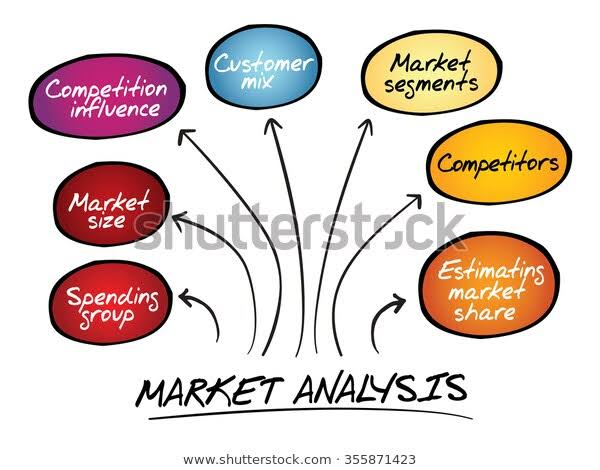 Competition
influence
Customer
mix
Market
segments
Competitors
Market
size
Spending
group
Estimating
market
share
MARKET ANALYSIS
shutterstock
www.shutterstock.com · 355871423